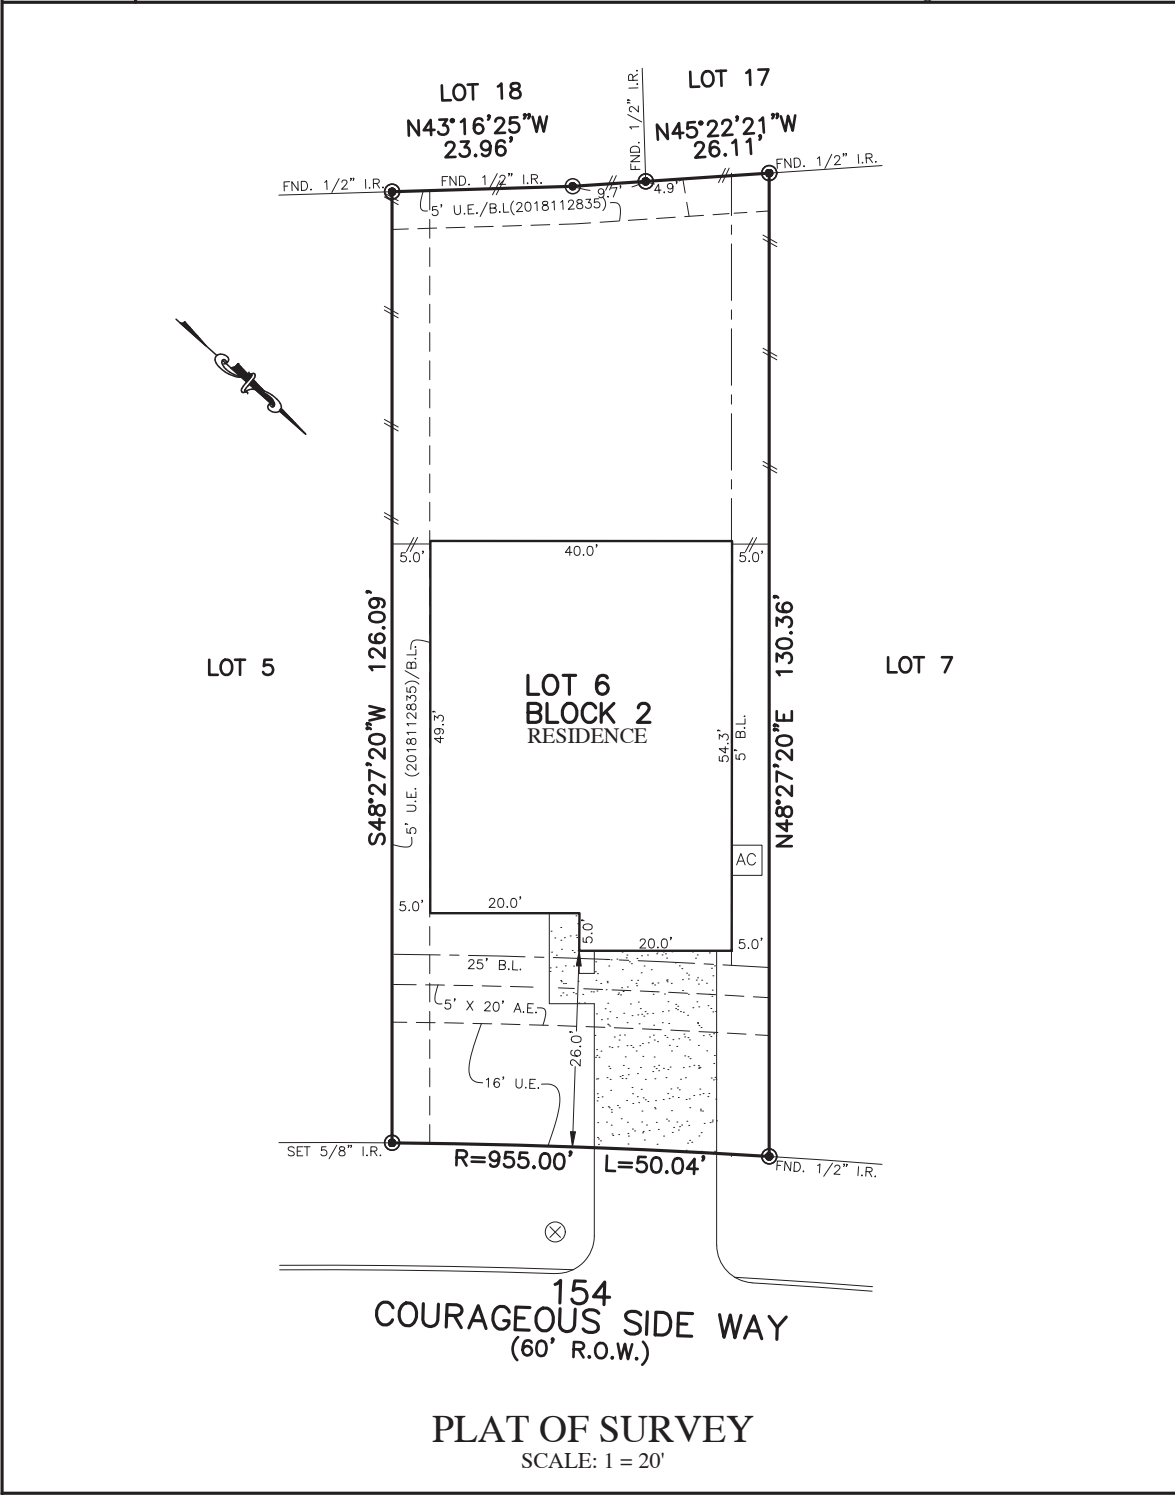 LOT 18
LOT 17
N43°16'25"W
23.96'
FND. 1/2" I.R.
N45°22'21"W
26.11'
FND. 1/2" I.R.
FND. 1/2" I.R.
FND. 1/2" I.R.
9.7'
4.9'
5' U.E./B.L(2018112835)
5.0'
40.0'
5.0'
S48°27'20"W 126.09'
N48°27'20"E 130.36'
LOT 5
LOT 7
5' U.E. (2018112835)/B.L.
49.3'
LOT 6
BLOCK 2
RESIDENCE
54.3'
5' B.L.
AC
5.0'
20.0'
5.0'
20.0'
5.0'
25' B.L.
5' X 20' A.E.
26.0'
16' U.E.
SET 5/8" I.R.
R=955.00'
L=50.04'
FND. 1/2" I.R.
154
COURAGEOUS SIDE WAY
(60' R.O.W.)
PLAT OF SURVEY
SCALE: 1 = 20'